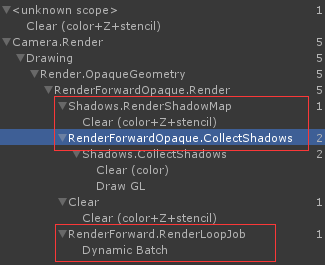 <unknown scope> 1
Clear (color+Z+stencil)
Camera.Render 5
Drawing 5
Render.OpaqueGeometry 5
RenderForwardOpaque.Render 5
Shadows.RenderShadowMap 1
Clear (color+Z+stencil)
RenderForwardOpaque.CollectShadows 2
Shadows.CollectShadows 2
Clear (color)
Draw GL
Clear 1
Clear (color+Z+stencil)
RenderForward.RenderLoopJob 1
Dynamic Batch